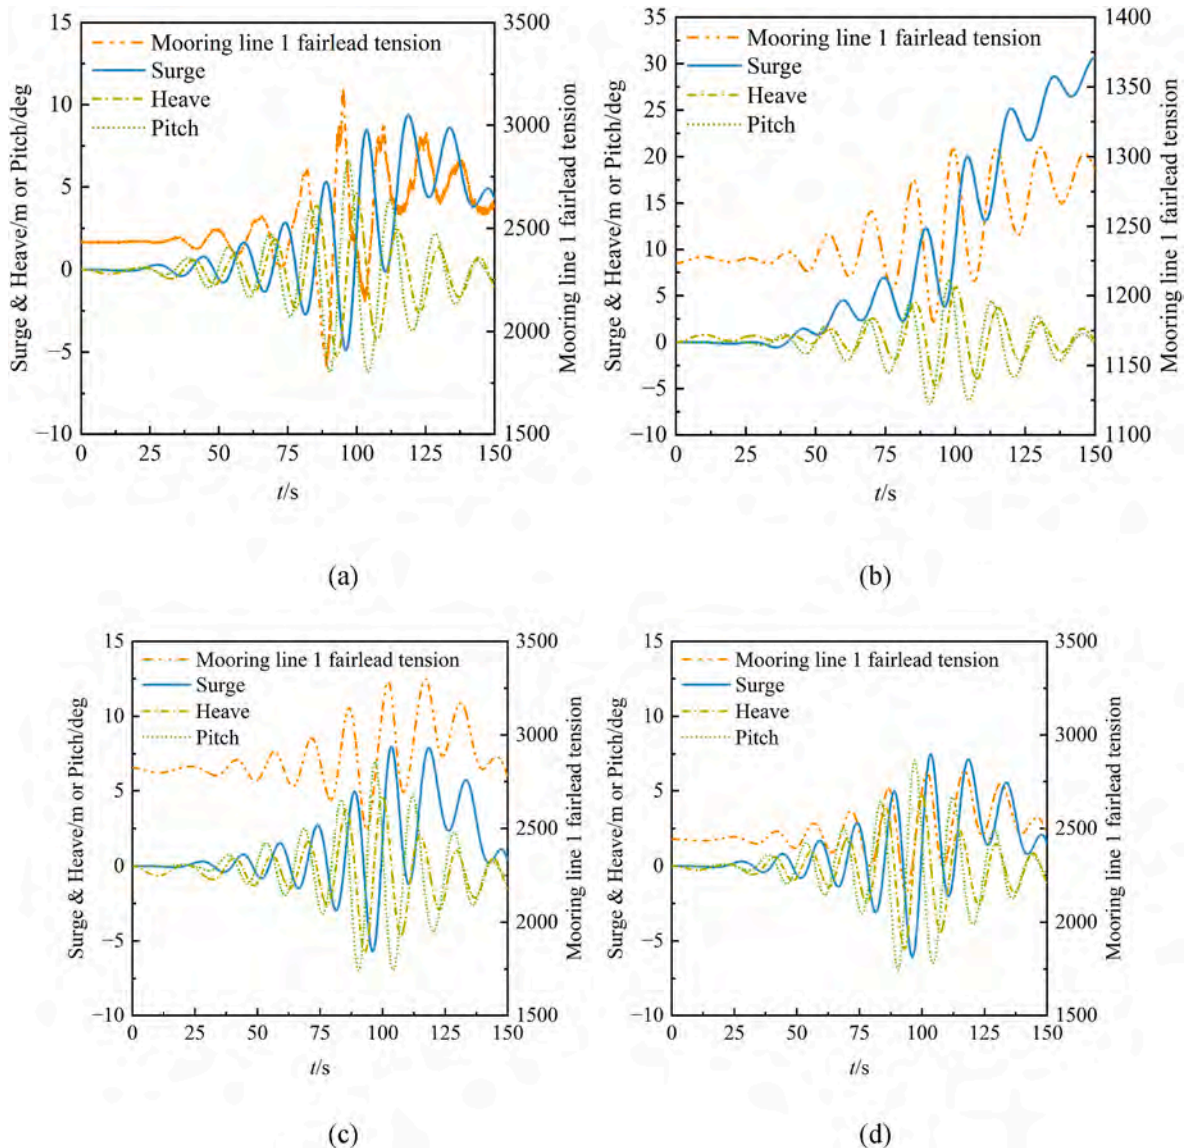 15
10
5
0
−5
−10
Surge & Heave/m or Pitch/deg
Mooring line 1 fairlead tension
Surge
Heave
Pitch
3500
3000
2500
2000
1500
Mooring line 1 fairlead tension
0 25 50 75 100 125 150
t/s
(a)
35
30
25
20
15
10
5
0
−5
−10
Surge & Heave/m or Pitch/deg
Mooring line 1 fairlead tension
Surge
Heave
Pitch
1400
1300
1200
1100
Mooring line 1 fairlead tension
0 25 50 75 100 125 150
t/s
(b)
15
10
5
0
−5
−10
Surge & Heave/m or Pitch/deg
Mooring line 1 fairlead tension
Surge
Heave
Pitch
3500
3000
2500
2000
1500
Mooring line 1 fairlead tension
0 25 50 75 100 125 150
t/s
(c)
15
10
5
0
−5
−10
Surge & Heave/m or Pitch/deg
Mooring line 1 fairlead tension
Surge
Heave
Pitch
3500
3000
2500
2000
1500
Mooring line 1 fairlead tension
0 25 50 75 100 125 150
t/s
(d)